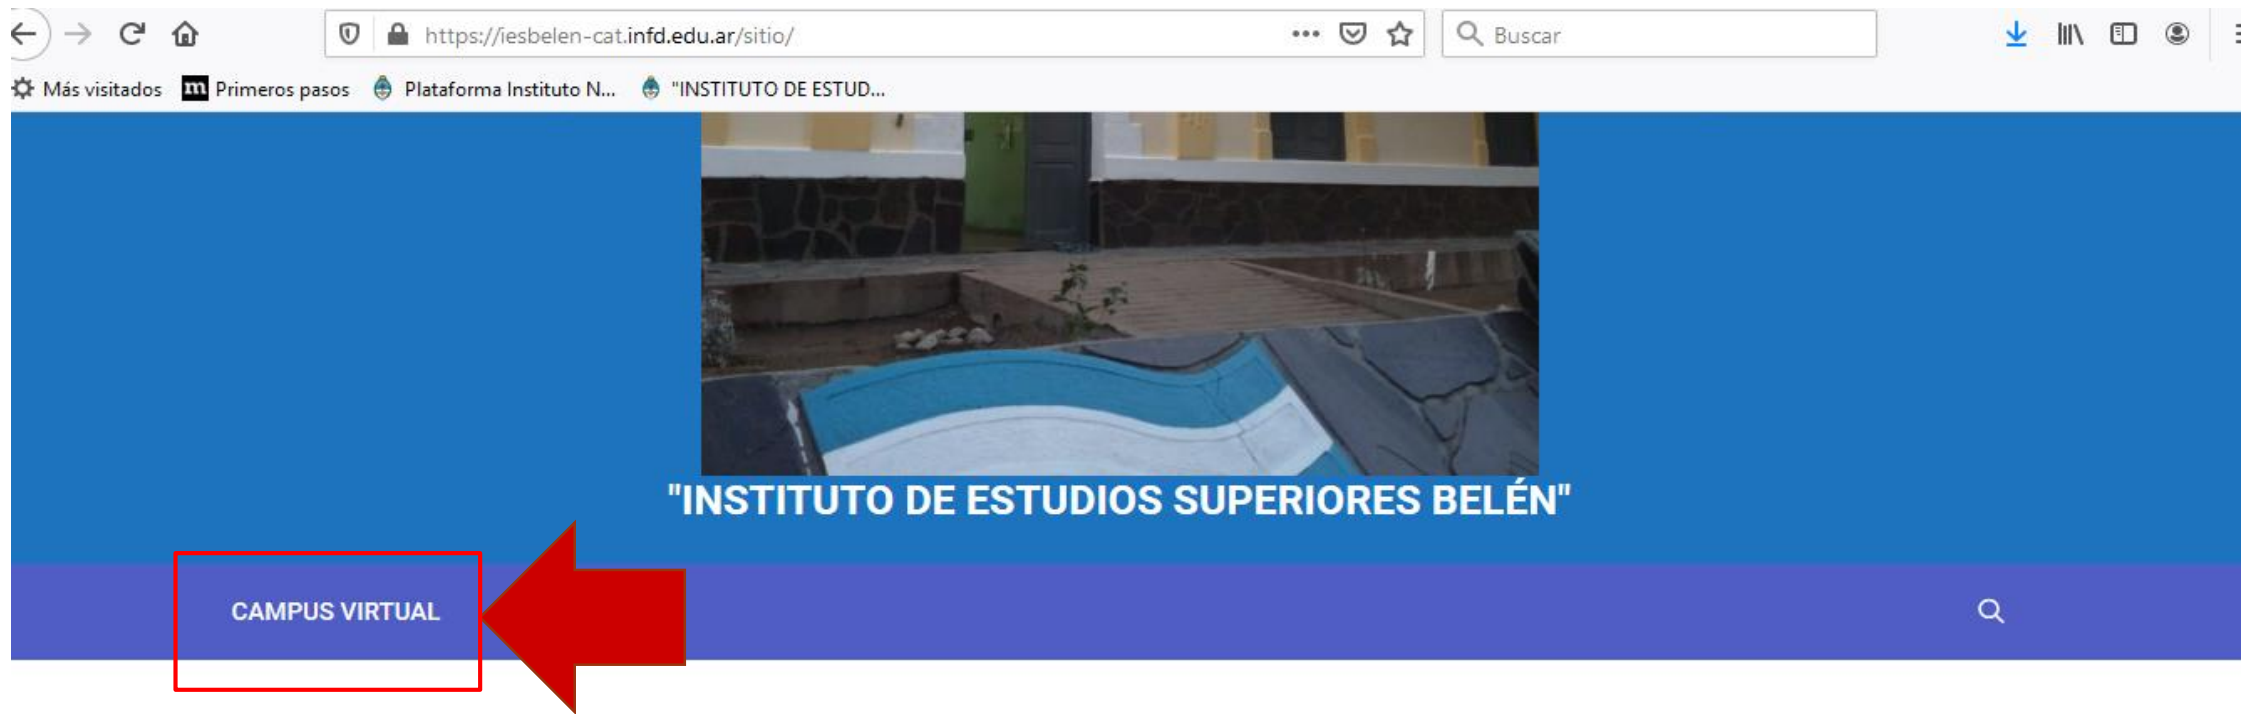 https://iesbelen-cat.infd.edu.ar/sitio/
Buscar
Más visitados
m Primeros pasos
Plataforma Instituto N...
"INSTITUTO DE ESTUD...
"INSTITUTO DE ESTUDIOS SUPERIORES BELÉN"
CAMPUS VIRTUAL